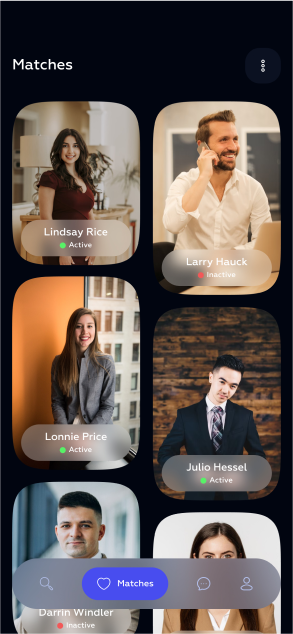 Matches
Lindsay Rice
Active
Larry Hauck
Inactive
Lonnie Price
Active
Julio Hessel
Active
Matches
Darrin Windler
Inactive